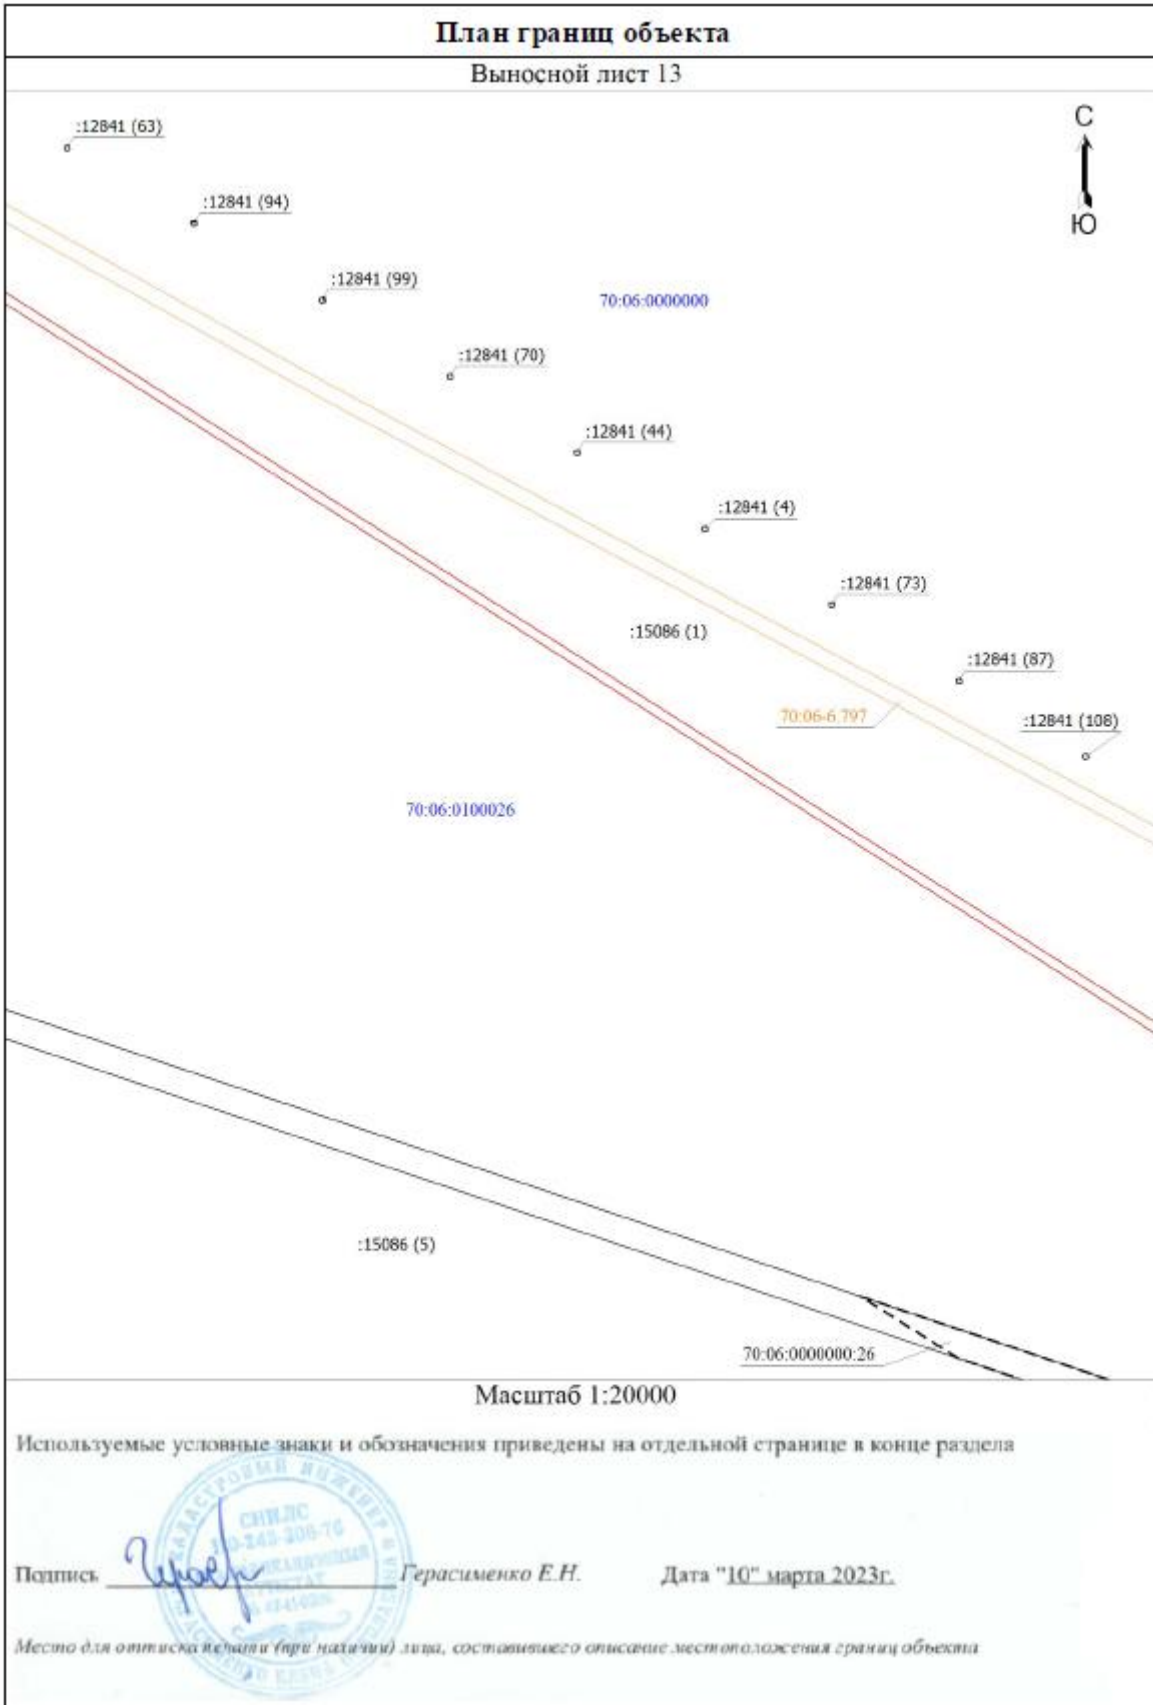 План границ объекта
Выносной лист 13
:12841 (63)
С
:12841 (94)
Ю
:12841 (99)
70:06:0000000
:12841 (70)
:12841 (44)
:12841 (4)
:12841 (73)
:15086 (1)
:12841 (87)
70:06-6.797
:12841 (108)
70:06:0100026
:15086 (5)
70:06:0000000:26
Масштаб 1:20000
Используемые условные знаки и обозначения приведены на отдельной странице в конце раздела
КАДАСТРОВЫЙ ИНЖЕНЕР
СНИЛС
Подпись Герасименко Е.Н. Дата "10" марта 2023г.
Место для оттиска печати (при наличии) лица, составившего описание местоположения границ объекта